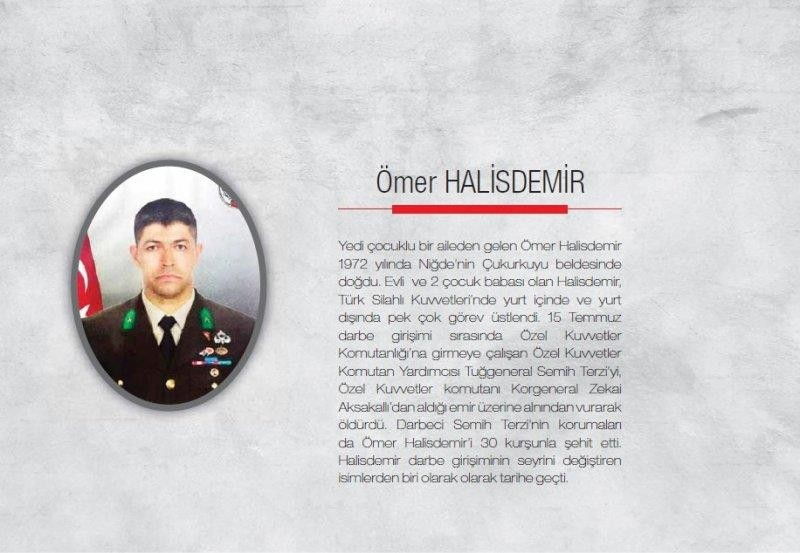 Ömer HALİSDEMİR
Yedi çocuklu bir aileden gelen Ömer Halisdemir
1972 yılında Niğde'nin Çukurkuyu beldesinde
doğdu. Evli ve 2 çocuk babası olan Halisdemir,
Türk Silahlı Kuvvetleri'nde yurt içinde ve yurt
dışında pek çok görev üstlendi. 15 Temmuz
darbe girişimi sırasında Özel Kuvvetler
Komutanlığı'na girmeye çalışan Özel Kuvvetler
Komutan Yardımcısı Tuğgeneral Semih Terzi'yi,
Özel Kuvvetler komutanı Korgeneral Zekai
Aksakallı'dan aldığı emir üzerine alnından vurarak
öldürdü. Darbeci Semih Terzi'nin korumaları
da Ömer Halisdemir'i 30 kurşunla şehit etti.
Halisdemir darbe girişiminin seyrini değiştiren
isimlerden biri olarak olarak tarihe geçti.